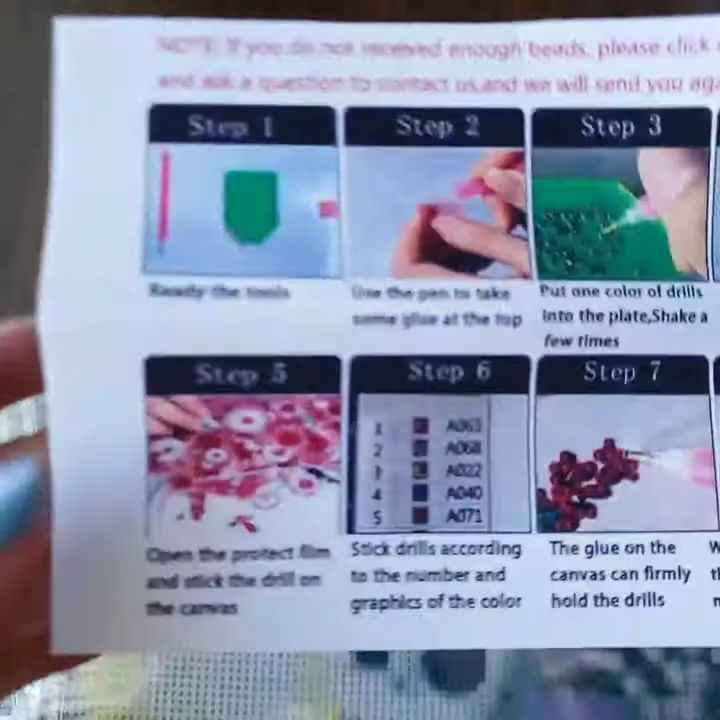 NOTE: If you do not received enough beads, please click
and ask a question to contact us,and we will send you
Step 1
Step 2
Step 3
Ready the tools
Use the pen to take
some glue at the top
Put one color of drills
into the plate,Shake a
few times
Step 5
Step 6
Step 7
1 A063
2 A068
3 A022
4 A040
5 A071
Open the protect film
and stick the drill on
the canvas
Stick drills according
to the number and
graphics of the color
The glue on the
canvas can firmly
hold the drills